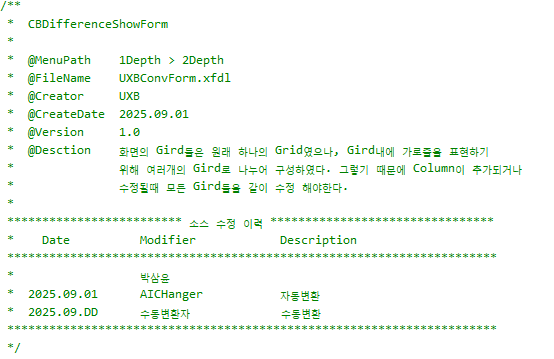 /**
 *  CBDifferenceShowForm
 *
 *  @MenuPath    1Depth > 2Depth
 *  @FileName    UXBConvForm.xfdl
 *  @Creator     UXB
 *  @CreateDate  2025.09.01
 *  @Version     1.0
 *  @Desction    화면의 Gird들은 원래 하나의 Grid였으나, Gird내에 가로줄을 표현하기
 *               위해 여러개의 Gird로 나누어 구성하였다. 그렇기 때문에 Column이 추가되거나
 *               수정될때 모든 Gird들을 같이 수정 해야한다.
 *
 ************************* 소스 수정 이력 ********************************
 *    Date          Modifier            Description
 **********************************************************************
 *                  박삼윤
 *  2025.09.01      AICHanger           자동변환
 *  2025.09.DD      수동변환자             수동변환
 **********************************************************************
 */